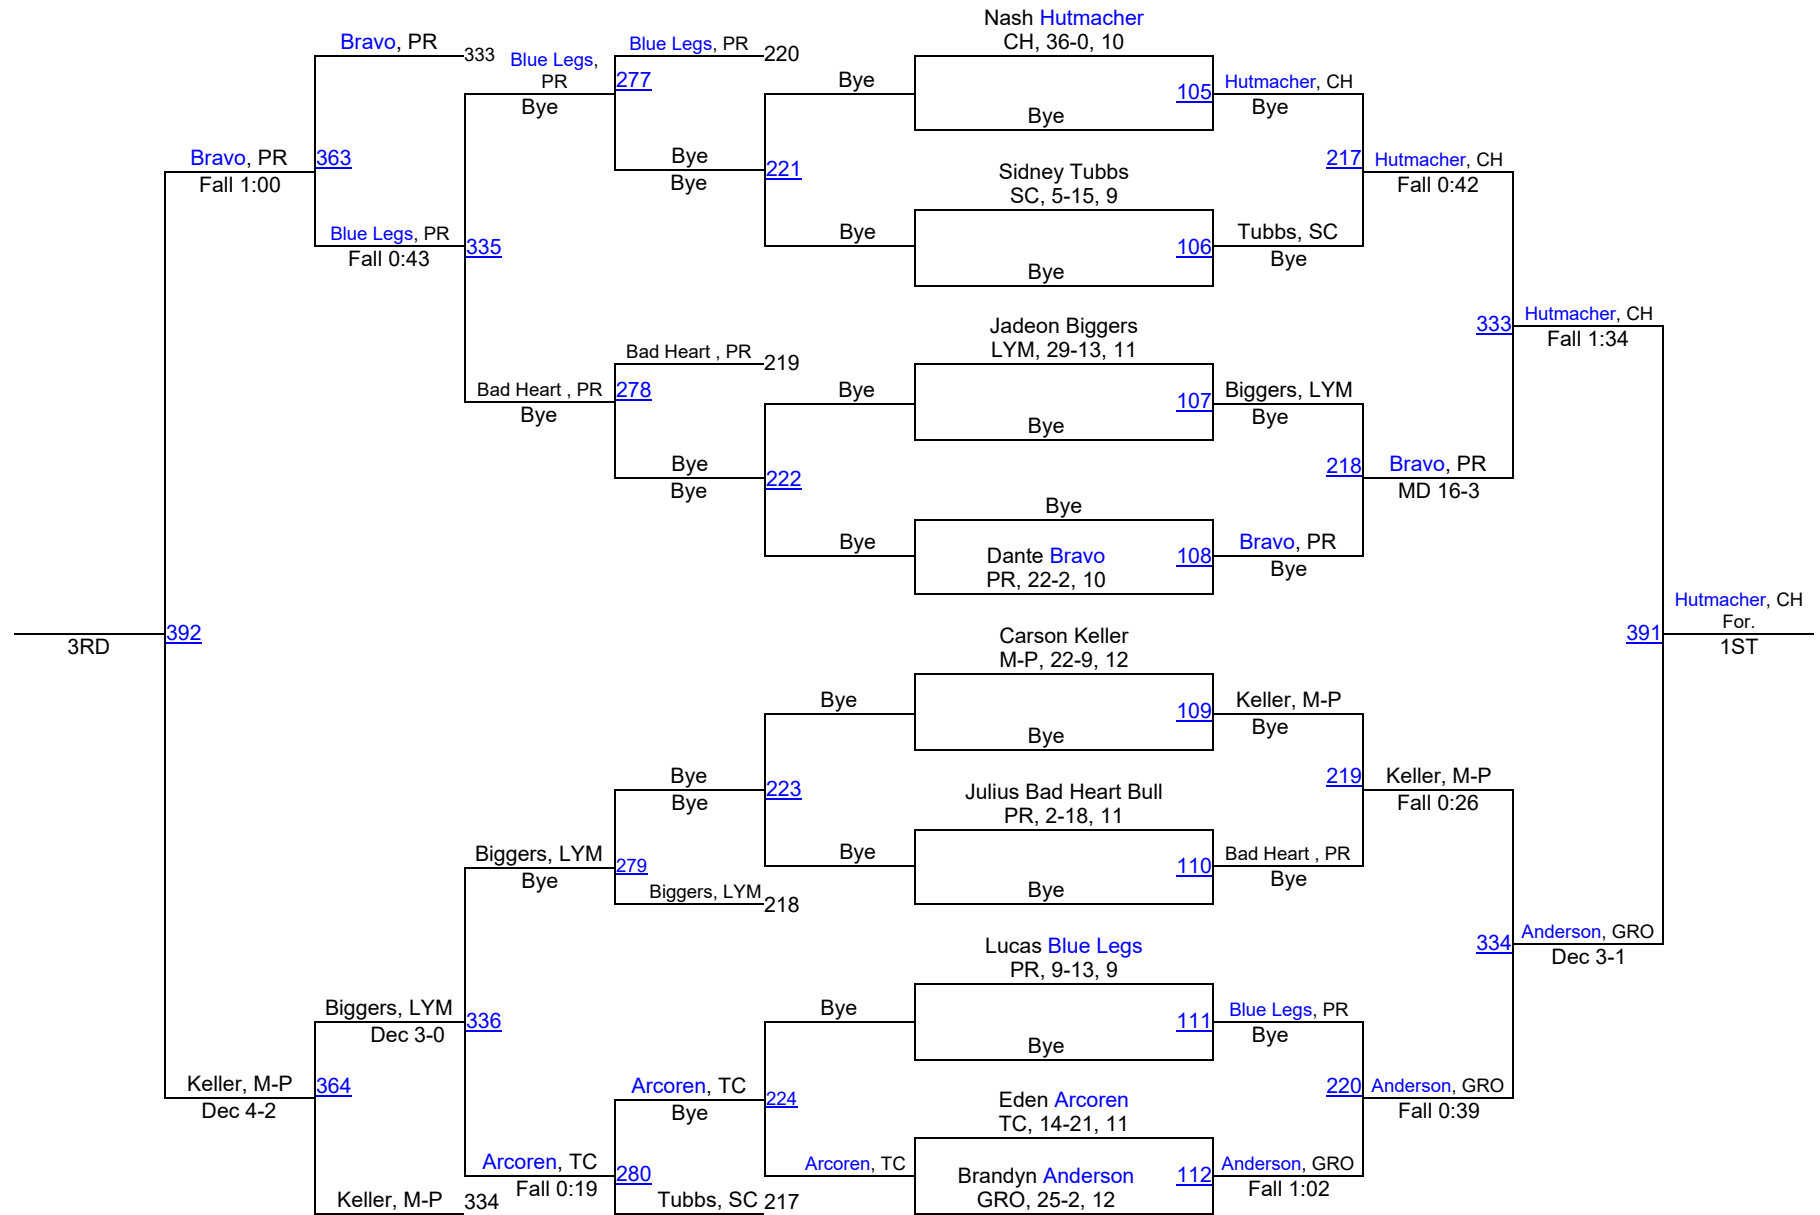 Nash Hutmacher
CH, 36-0, 10
Bravo, PR
333
Blue Legs,
PR
Bye
Blue Legs, PR
220
277
Bye
105
Hutmacher, CH
Bye
Bye
Bravo, PR
363
Fall 1:00
Bye
Bye
221
Sidney Tubbs
SC, 5-15, 9
217
Hutmacher, CH
Fall 0:42
Blue Legs, PR
335
Fall 0:43
Bye
106
Tubbs, SC
Bye
Bye
Jadeon Biggers
LYM, 29-13, 11
333
Hutmacher, CH
Fall 1:34
Bad Heart , PR
219
Bad Heart , PR
278
Bye
Bye
107
Biggers, LYM
Bye
Bye
Bye
Bye
222
218
Bravo, PR
MD 16-3
Bye
Bye
Dante Bravo
PR, 22-2, 10
108
Bravo, PR
Bye
392
3RD
Carson Keller
M-P, 22-9, 12
391
Hutmacher, CH
For.
1ST
Bye
109
Keller, M-P
Bye
Bye
Bye
Bye
223
Julius Bad Heart Bull
PR, 2-18, 11
219
Keller, M-P
Fall 0:26
Biggers, LYM
Bye
279
Biggers, LYM
218
Bye
110
Bad Heart , PR
Bye
Bye
Lucas Blue Legs
PR, 9-13, 9
334
Anderson, GRO
Dec 3-1
Biggers, LYM
336
Dec 3-0
Bye
111
Blue Legs, PR
Bye
Bye
Keller, M-P
364
Dec 4-2
Arcoren, TC
Bye
224
Eden Arcoren
TC, 14-21, 11
220
Anderson, GRO
Fall 0:39
Arcoren, TC
Fall 0:19
280
Arcoren, TC
Brandyn Anderson
GRO, 25-2, 12
112
Anderson, GRO
Fall 1:02
Keller, M-P
334
Tubbs, SC
217